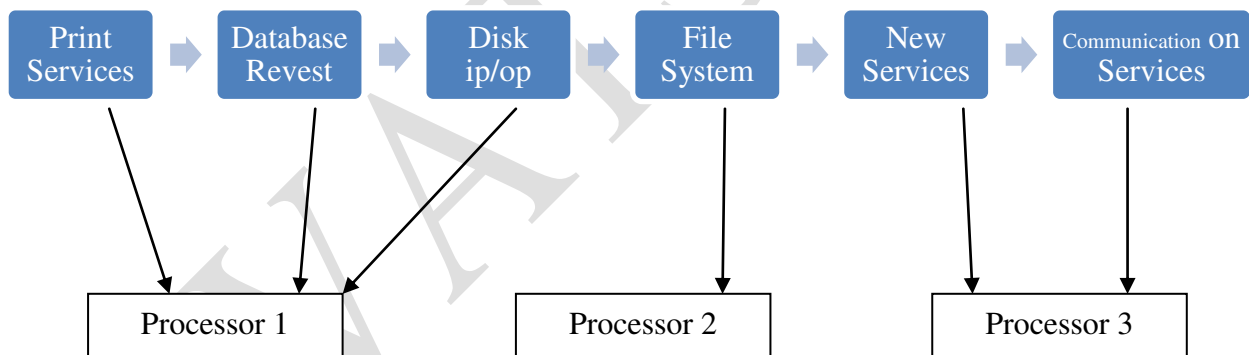 Print
Services
Database
Revest
Disk
ip/op
File
System
New
Services
Communication on
Services
Processor 1
Processor 2
Processor 3